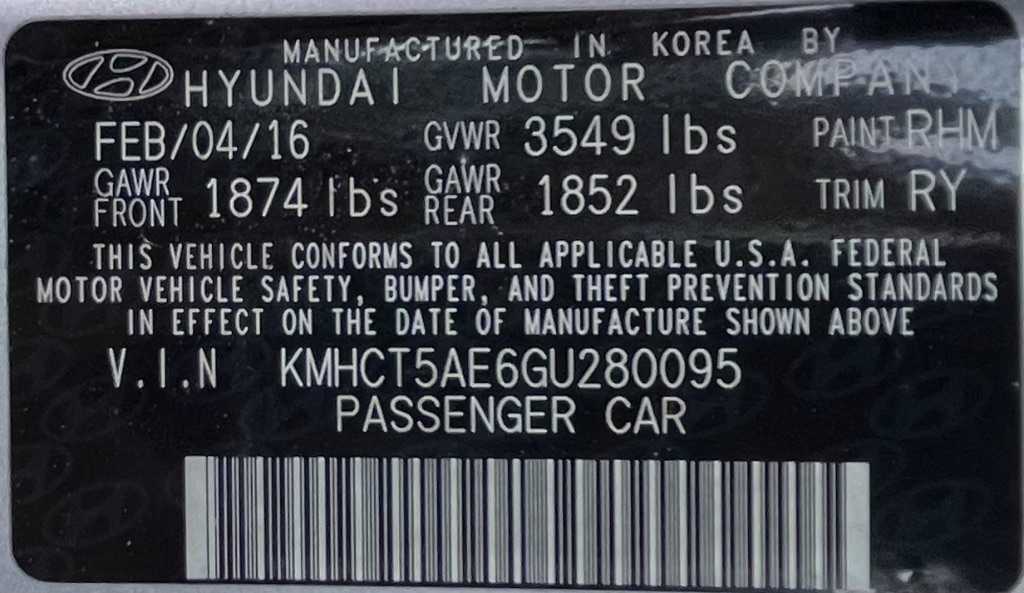 MANUFACTURED IN KOREA BY
HYUNDAI MOTOR COMPANY
FEB/04/16 GVWR 3549 lbs PAINT RHM
GAWR FRONT 1874 lbs GAWR REAR 1852 lbs TRIM RY
THIS VEHICLE CONFORMS TO ALL APPLICABLE U.S.A. FEDERAL
MOTOR VEHICLE SAFETY, BUMPER, AND THEFT PREVENTION STANDARDS
IN EFFECT ON THE DATE OF MANUFACTURE SHOWN ABOVE
V.I.N KMHCT5AE6GU280095
PASSENGER CAR